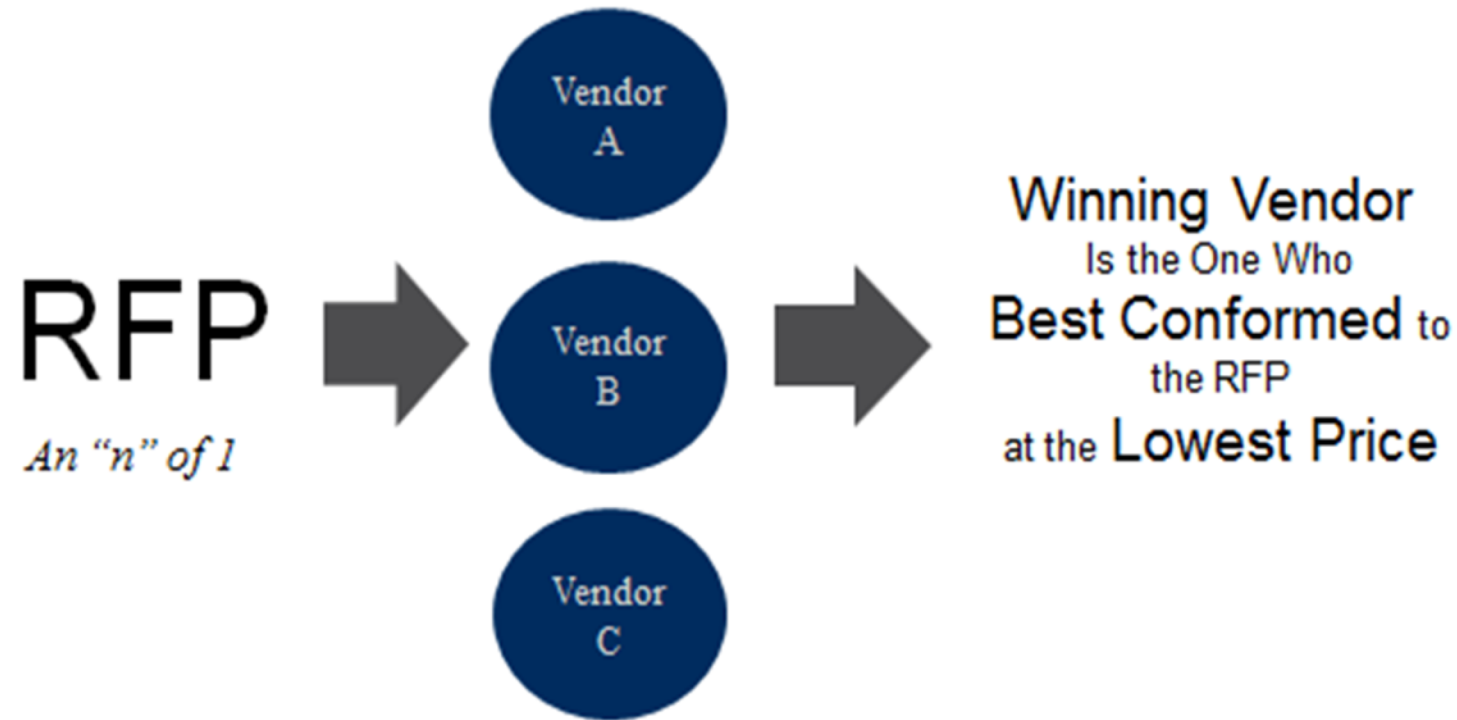 RFP
An “n” of 1
Vendor
A
Vendor
B
Vendor
C
Winning Vendor
Is the One Who
Best Conformed to
the RFP
at the Lowest Price